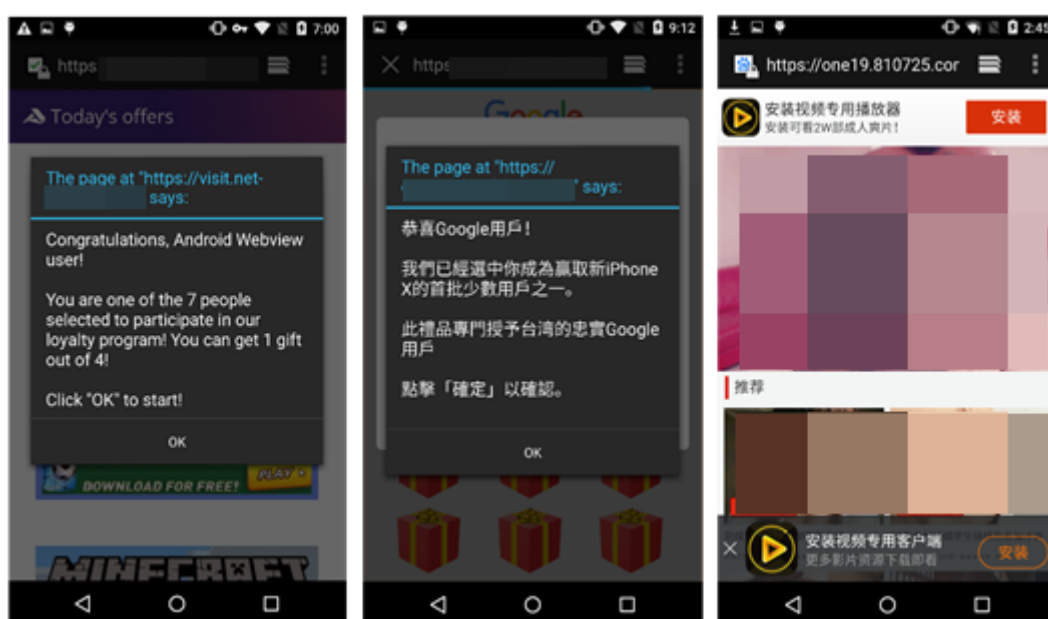 7:00
https
Today's offers
The page at "https://visit.net-
says:
Congratulations, Android Webview
user!
You are one of the 7 people
selected to participate in our
loyalty program! You can get 1 gift
out of 4!
Click "OK" to start!
OK
PLAY
DOWNLOAD FOR FREE!
MINECRAFT
9:12
https
Google
The page at "https://
" says:
恭喜Google用戶!
我們已經選中你成為贏取新iPhone
X的首批少數用戶之一。
此禮品專門授予台湾的忠實Google
用戶
點擊「確定」以確認。
OK
2:45
https://one19.810725.cor
安装视频专用播放器
安装可看2W部成人爽片!
安装
推荐
安装视频专用客户端
更多影片资源下载即看
安装